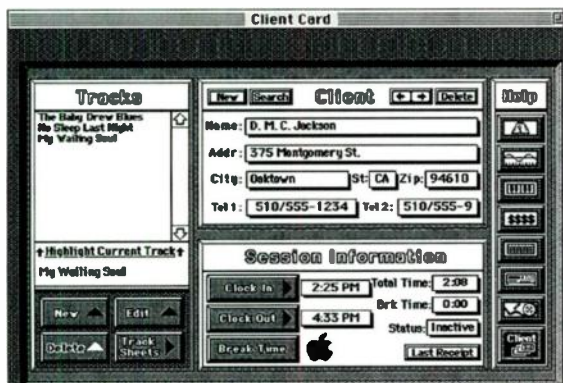 Client Card
Tracks
The Baby Drew Blues
No Sleep Last Night
My Wailing Soul
↑Highlight Current Track↑
My Wailing Soul
New
Edit
Delete
Track Sheets
New Search Client ← → Delete
Name: D. M. C. Jackson
Addr: 375 Montgomery St.
City: Oaktown St: CA Zip: 94610
Tel 1: 510/555-1234 Tel 2: 510/555-9
Session Information
Clock In 2:25 PM Total Time: 2:08
Clock Out 4:33 PM Brk Time: 0:00
Status: Inactive
Break Time Last Receipt
Help
$$$$
Client